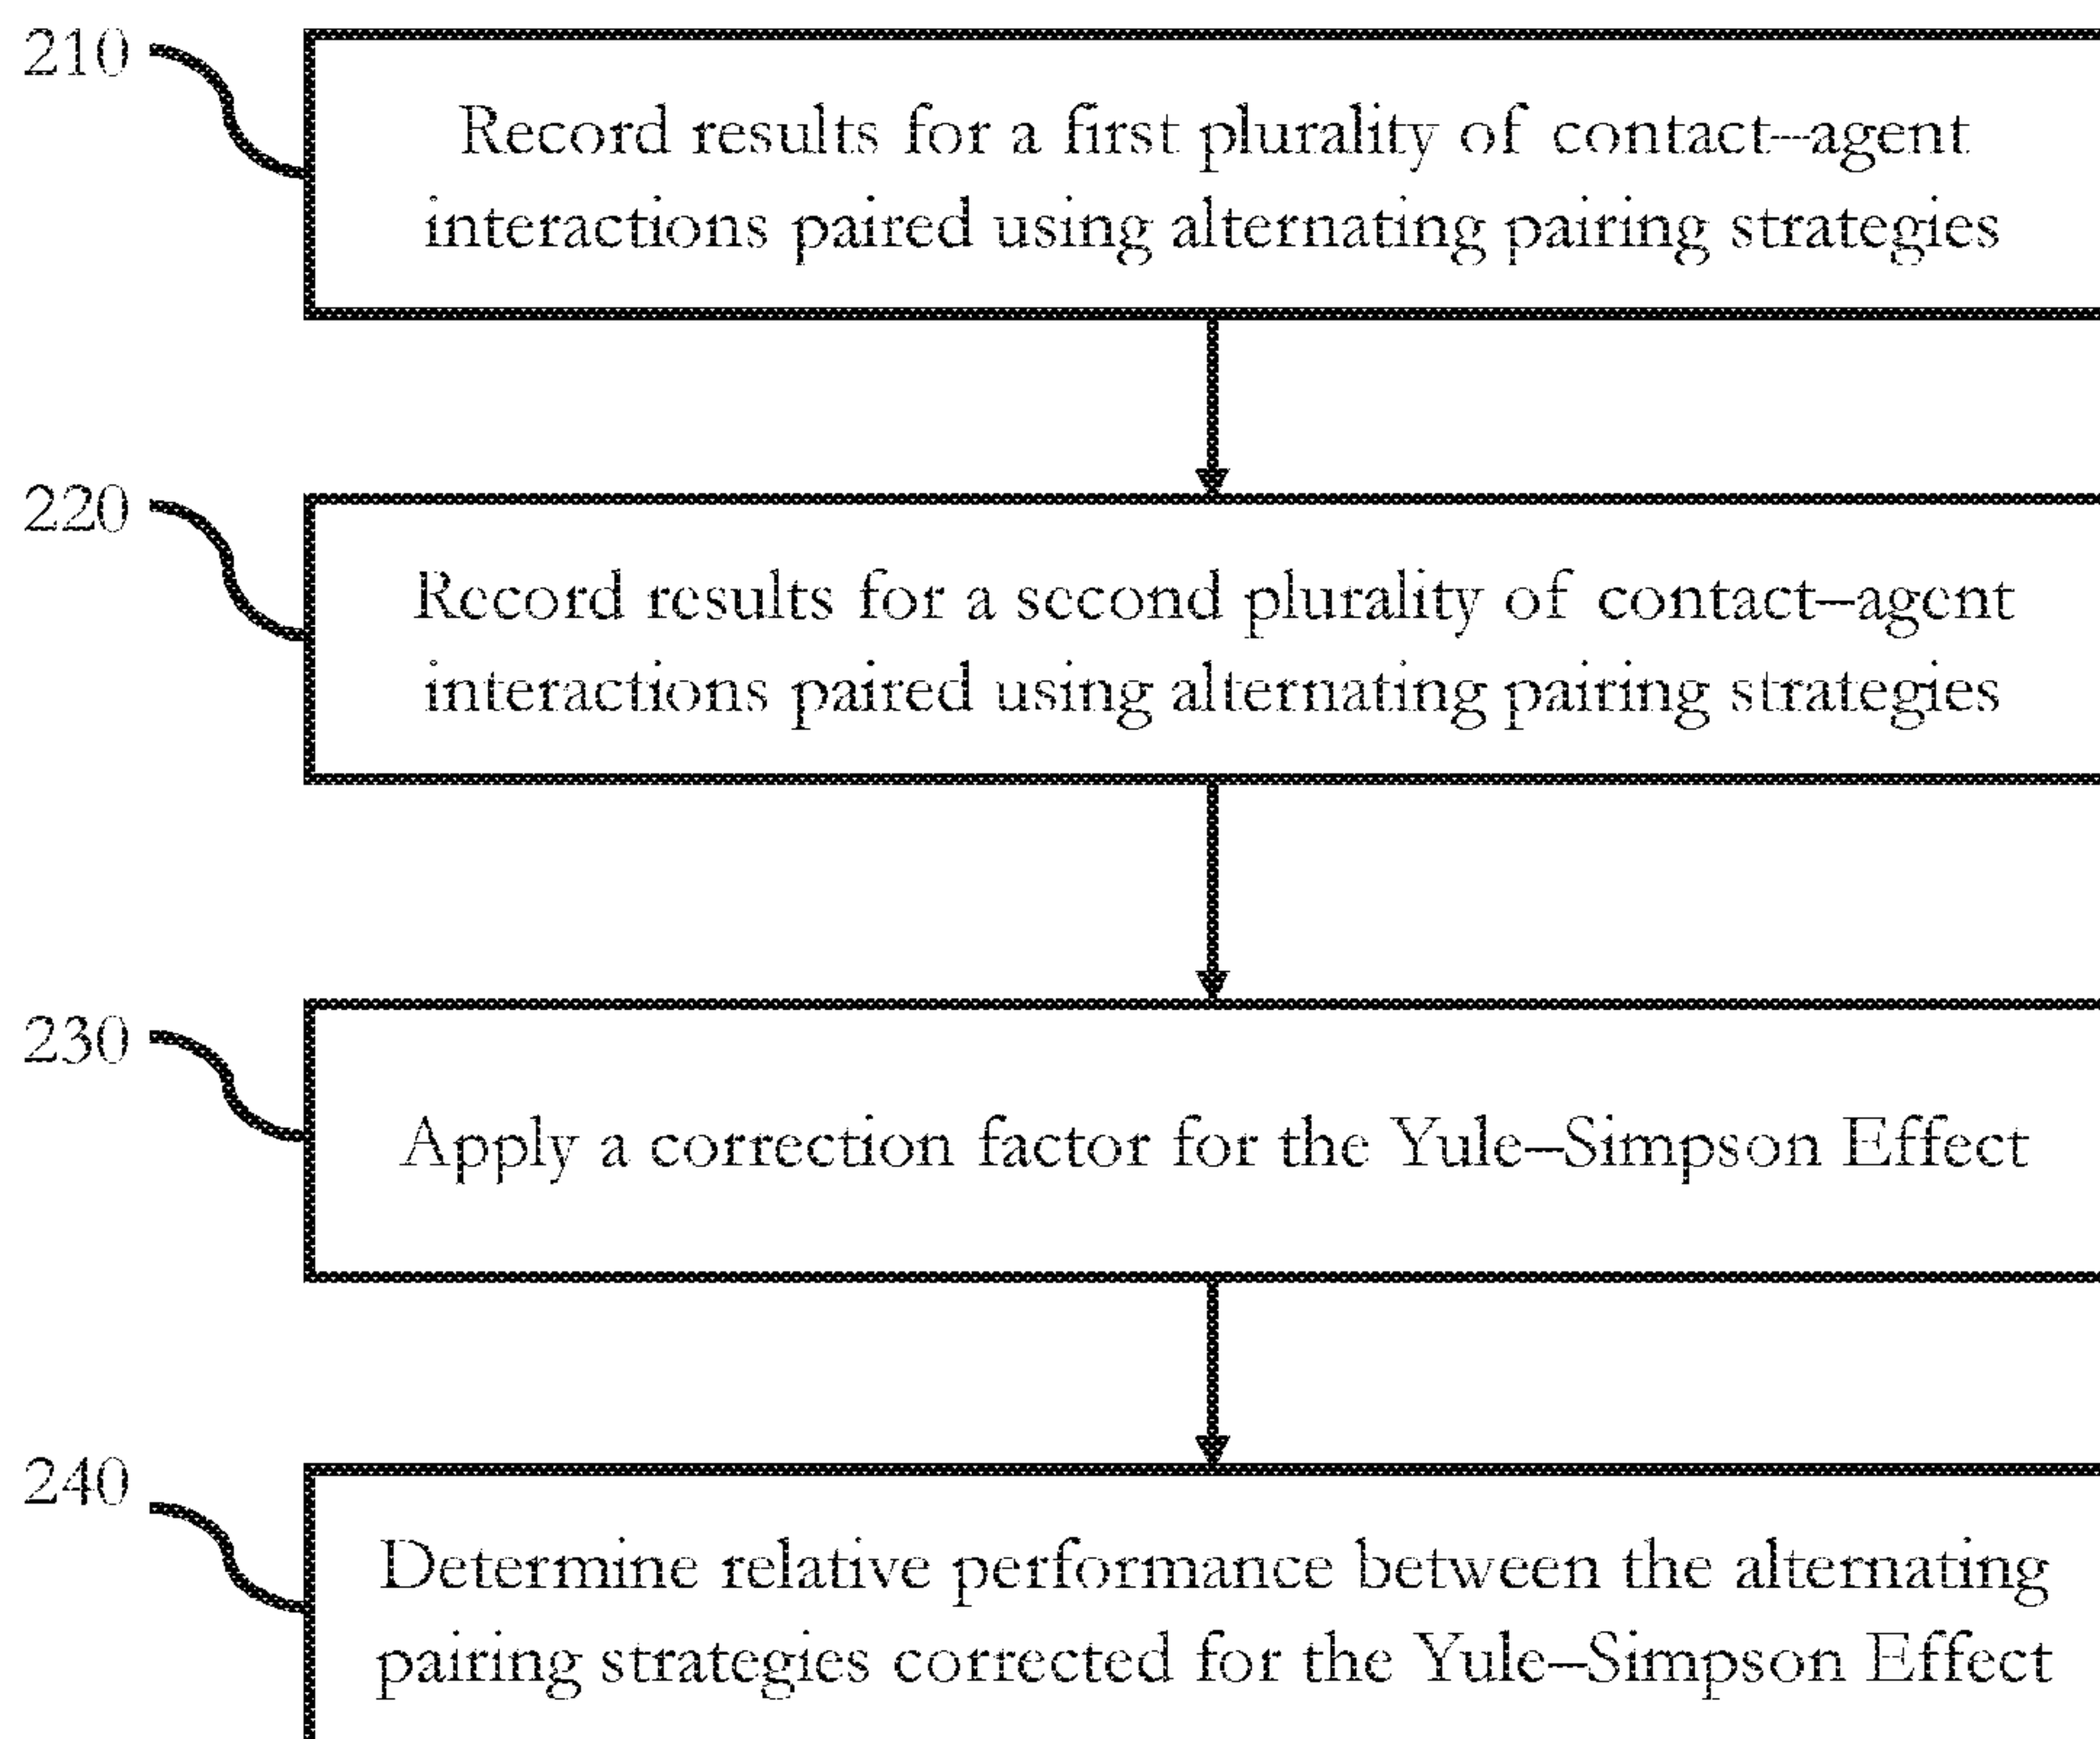 210
Record results for a first plurality of contact–agent
interactions paired using alternating pairing strategies
220
Record results for a second plurality of contact–agent
interactions paired using alternating pairing strategies
230
Apply a correction factor for the Yule–Simpson Effect
240
Determine relative performance between the alternating
pairing strategies corrected for the Yule–Simpson Effect